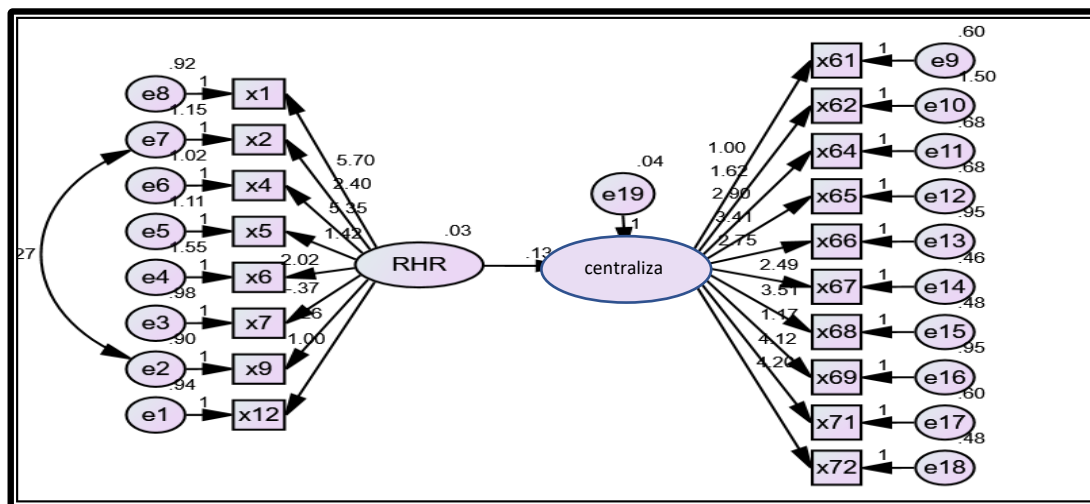 .92
e8 1 x1
1.15
e7 1 x2
1.02
e6 1 x4
1.11
e5 1 x5
1.55
e4 1 x6
.98
e3 1 x7
.90
e2 1 x9
.94
e1 1 x12
27
5.70
2.40
5.35
1.42
2.02
-.37
1.00
.03
RHR
.13
.04
e19
1
centraliza
1.00
1.62
2.90
3.41
2.75
2.49
3.51
1.17
4.12
4.20
.60
x61 1 e9
1.50
x62 1 e10
.68
x64 1 e11
.68
x65 1 e12
.95
x66 1 e13
.46
x67 1 e14
.48
x68 1 e15
.95
x69 1 e16
.60
x71 1 e17
.48
x72 1 e18